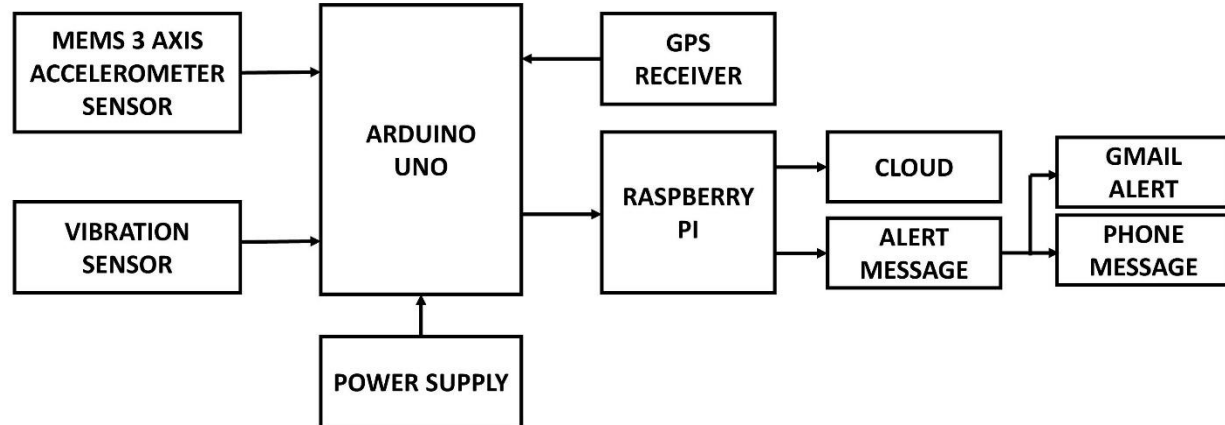 MEMS 3 AXIS
ACCELEROMETER
SENSOR
VIBRATION
SENSOR
ARDUINO
UNO
POWER SUPPLY
GPS
RECEIVER
RASPBERRY
PI
CLOUD
ALERT
MESSAGE
GMAIL
ALERT
PHONE
MESSAGE